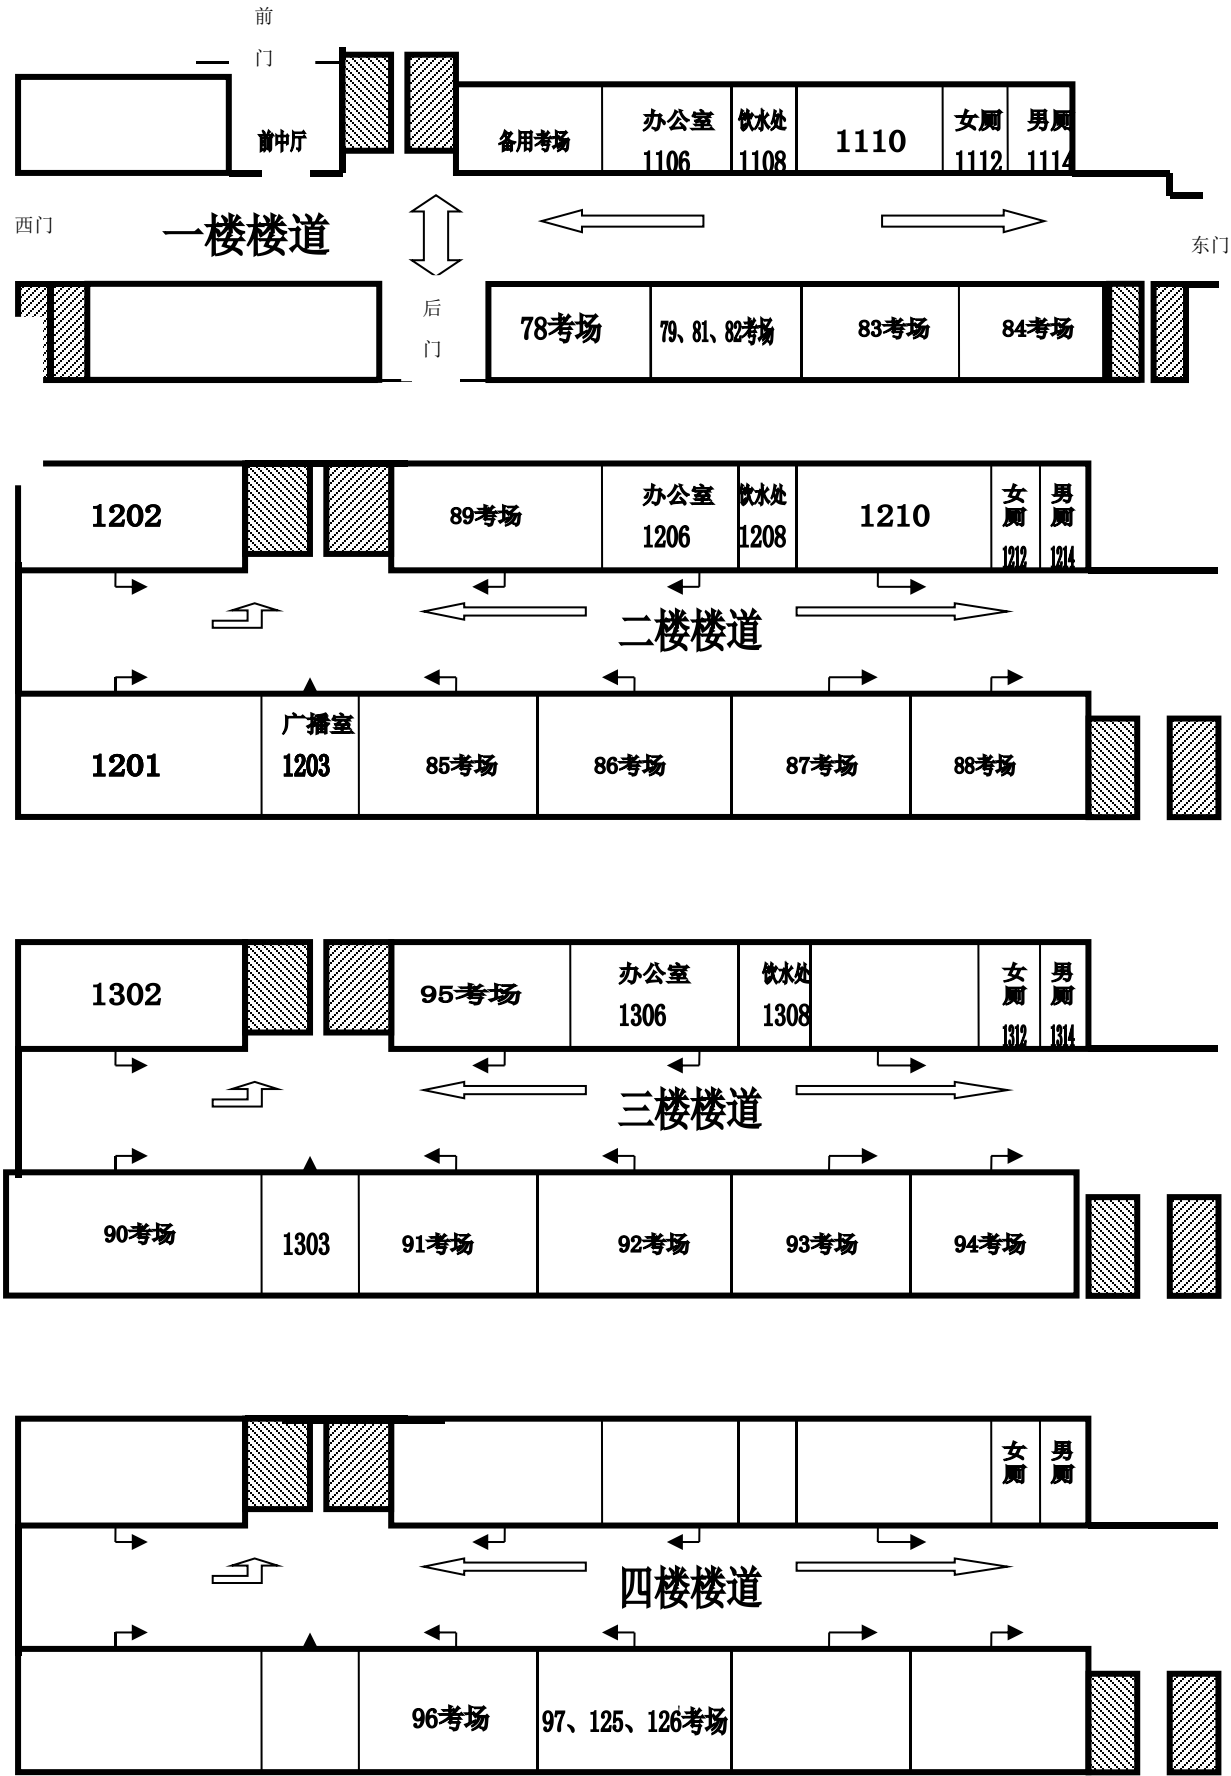 前
门
前中厅
备用考场
办公室
1106
饮水处
1108
1110
女厕
1112
男厕
1114
西门
一楼楼道
东门
后
门
78考场
79、81、82考场
83考场
84考场
1202
89考场
办公室
1206
饮水处
1208
1210
女
厕
1212
男
厕
1214
二楼楼道
1201
广播室
1203
85考场
86考场
87考场
88考场
1302
95考场
办公室
1306
饮水处
1308
女
厕
1312
男
厕
1314
三楼楼道
90考场
1303
91考场
92考场
93考场
94考场
女
厕
男
厕
四楼楼道
96考场
97、125、126考场